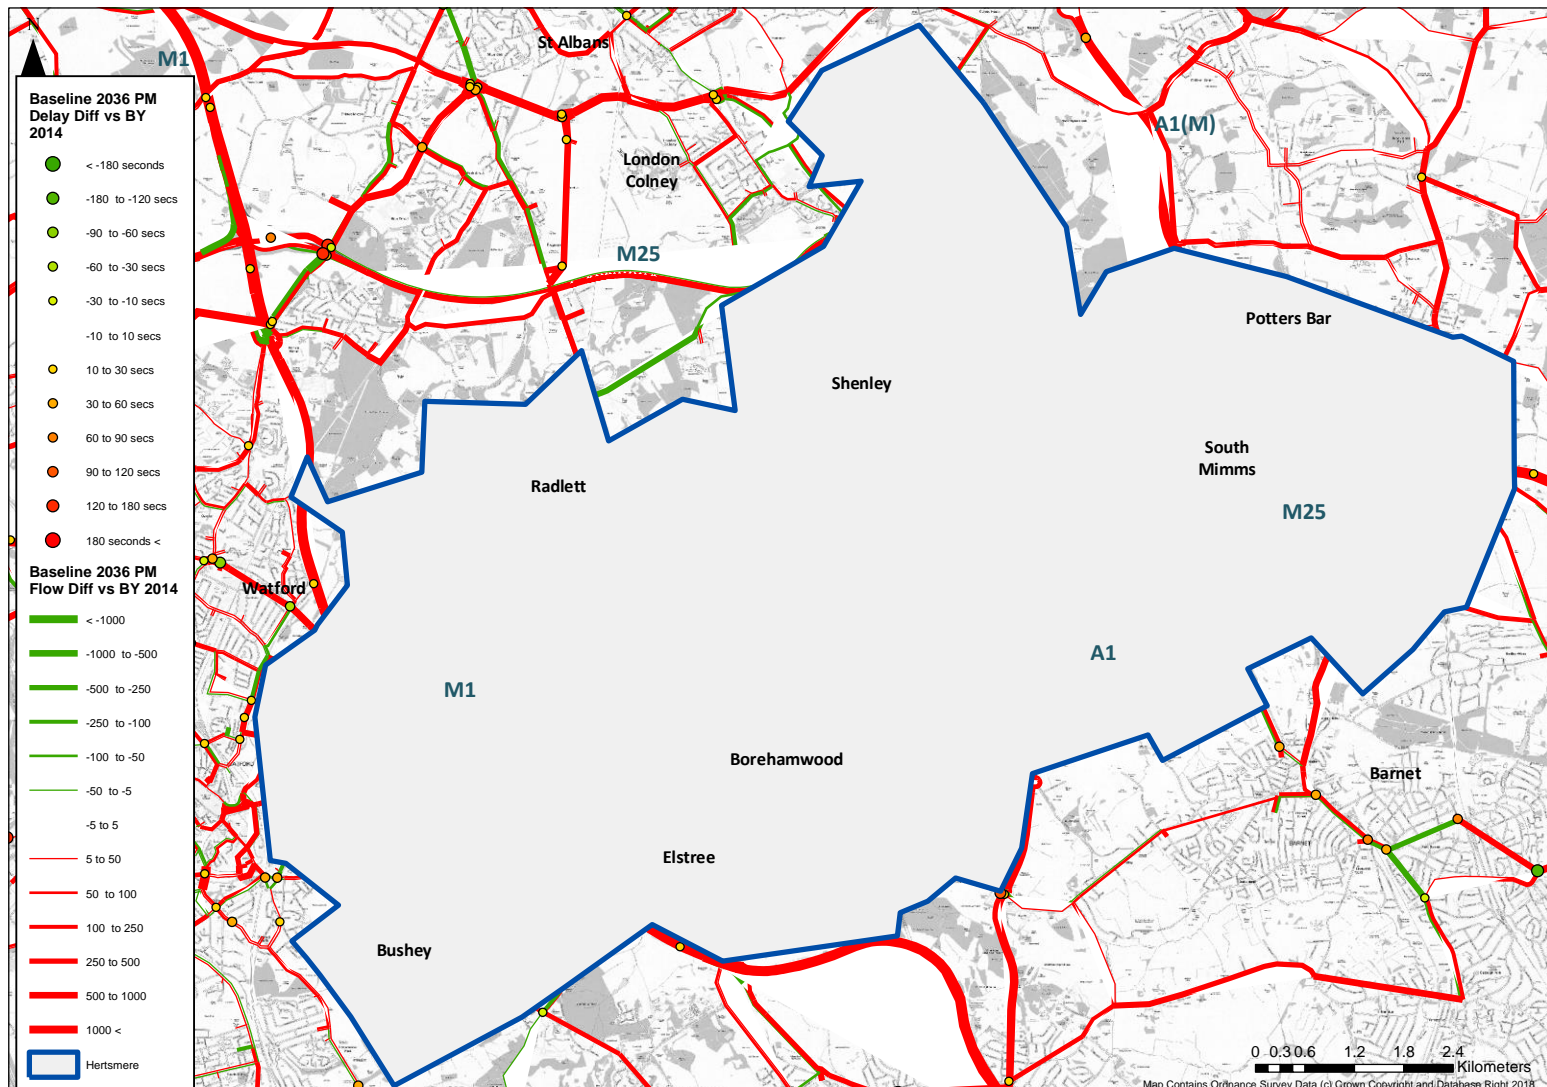 N
M1
St Albans
A1(M)
London
Colney
M25
Potters Bar
Shenley
South
Mimms
Radlett
M25
Watford
M1
A1
Borehamwood
Barnet
Elstree
Bushey
Baseline 2036 PM
Delay Diff vs BY
2014
< -180 seconds
-180 to -120 secs
-90 to -60 secs
-60 to -30 secs
-30 to -10 secs
-10 to 10 secs
10 to 30 secs
30 to 60 secs
60 to 90 secs
90 to 120 secs
120 to 180 secs
180 seconds <
Baseline 2036 PM
Flow Diff vs BY 2014
< -1000
-1000 to -500
-500 to -250
-250 to -100
-100 to -50
-50 to -5
-5 to 5
5 to 50
50 to 100
100 to 250
250 to 500
500 to 1000
1000 <
Hertsmere
0 0.3 0.6 1.2 1.8 2.4
Kilometers
Map Contains Ordnance Survey Data (c) Crown Copyright and Database Right 2018